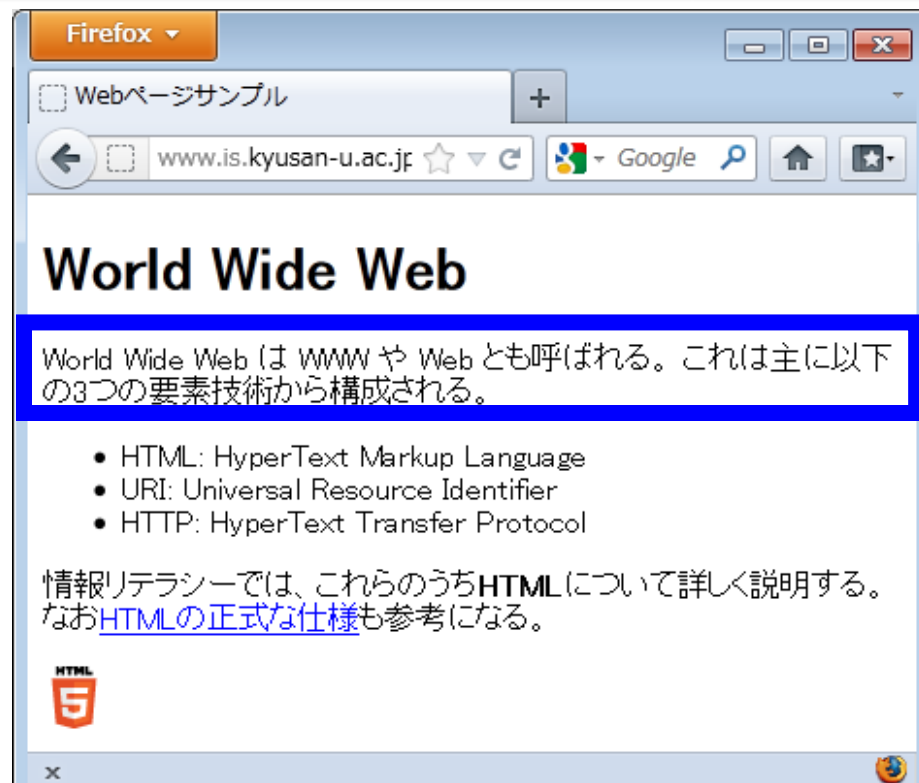 Firefox
Webページサンプル
www.is.kyusan-u.ac.jp
Google
World Wide Web
World Wide Web は WWW や Web とも呼ばれる。これは主に以下
の3つの要素技術から構成される。
• HTML: HyperText Markup Language
• URI: Universal Resource Identifier
• HTTP: HyperText Transfer Protocol
情報リテラシーでは、これらのうちHTMLについて詳しく説明する。
なおHTMLの正式な仕様も参考になる。
HTML
5